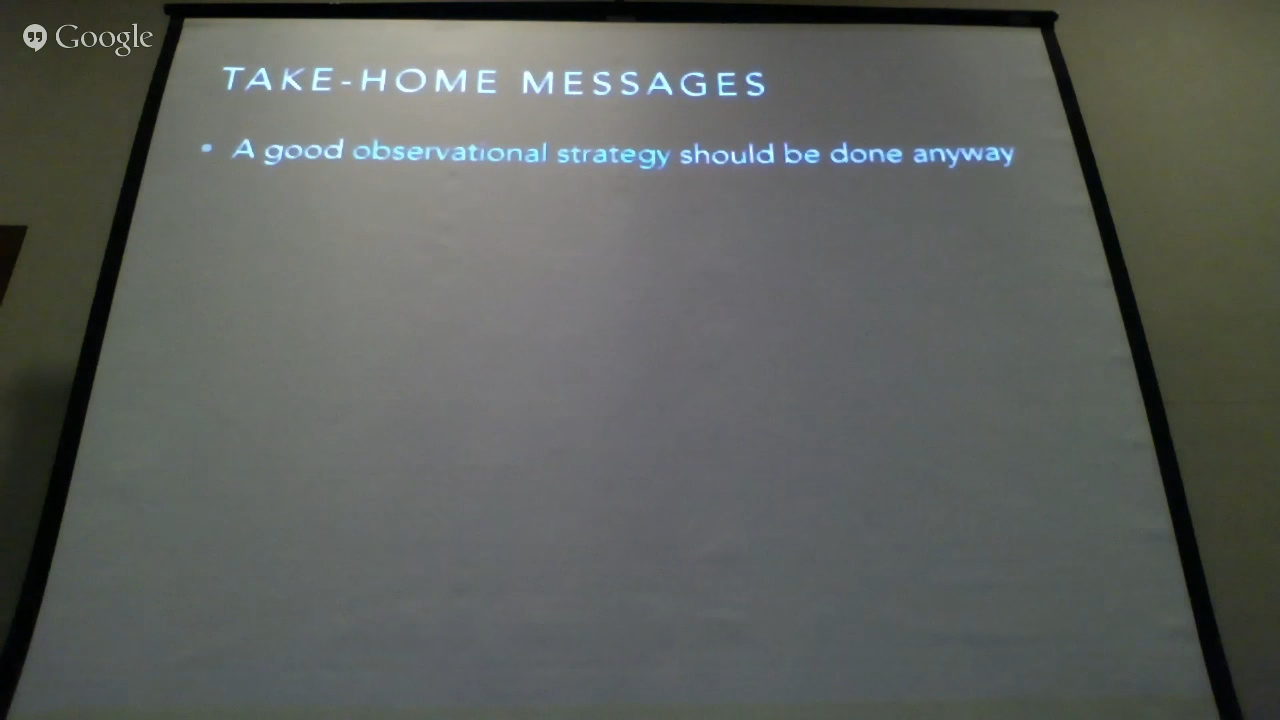 Google
TAKE-HOME MESSAGES
• A good observational strategy should be done anyway